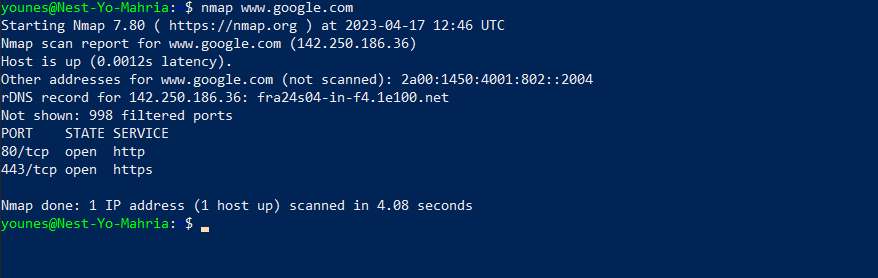 younes@Nest-Yo-Mahria: $ nmap www.google.com
Starting Nmap 7.80 ( https://nmap.org ) at 2023-04-17 12:46 UTC
Nmap scan report for www.google.com (142.250.186.36)
Host is up (0.0012s latency).
Other addresses for www.google.com (not scanned): 2a00:1450:4001:802::2004
rDNS record for 142.250.186.36: fra24s04-in-f4.1e100.net
Not shown: 998 filtered ports
PORT    STATE SERVICE
80/tcp  open  http
443/tcp open  https
Nmap done: 1 IP address (1 host up) scanned in 4.08 seconds
younes@Nest-Yo-Mahria: $